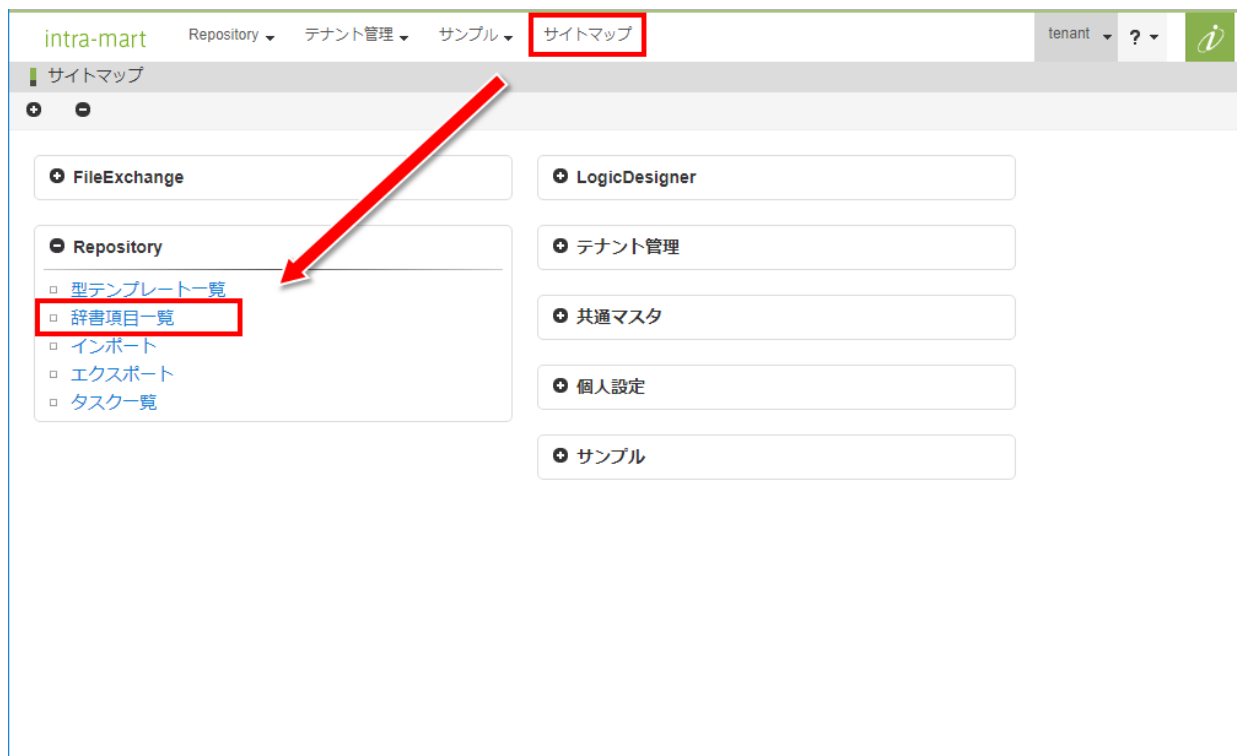 intra-mart Repository テナント管理 サンプル サイトマップ tenant ?
サイトマップ
FileExchange
Repository
型テンプレート一覧
辞書項目一覧
インポート
エクスポート
タスク一覧
LogicDesigner
テナント管理
共通マスタ
個人設定
サンプル